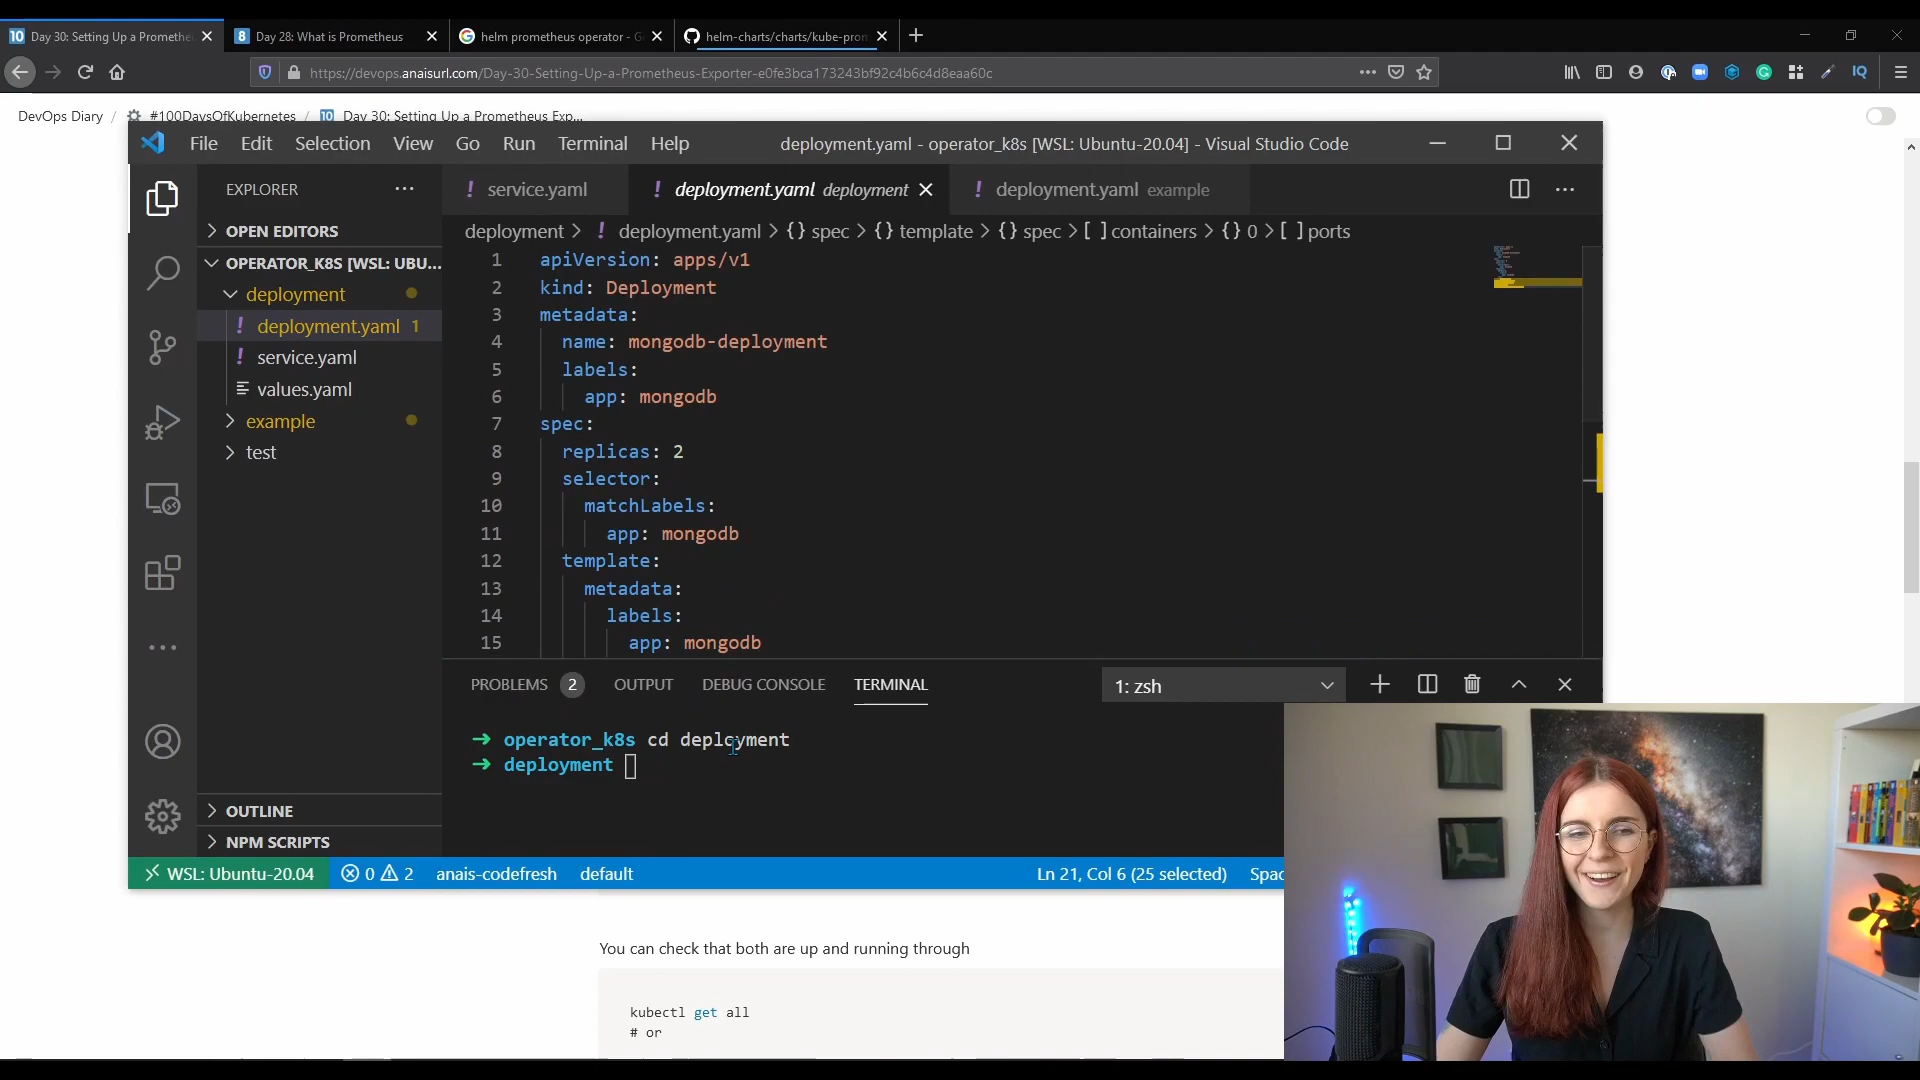 Day 30: Setting Up a Promethe
Day 28: What is Prometheus
helm prometheus operator - G
helm-charts/charts/kube-pro
https://devops.anaisurl.com/Day-30-Setting-Up-a-Prometheus-Exporter-e0fe3bca173243bf92c4b6c4d8eaa60c
DevOps Diary / #100DaysOfKubernetes / 10 Day 30: Setting Up a Prometheus Exp...
File Edit Selection View Go Run Terminal Help
deployment.yaml - operator_k8s [WSL: Ubuntu-20.04] - Visual Studio Code
EXPLORER
OPEN EDITORS
OPERATOR_K8S [WSL: UBU...
deployment
deployment.yaml 1
service.yaml
values.yaml
example
test
OUTLINE
NPM SCRIPTS
! service.yaml
! deployment.yaml deployment
! deployment.yaml example
deployment > ! deployment.yaml > {} spec > {} template > {} spec > [ ] containers > {} 0 > [ ] ports
1 apiVersion: apps/v1
2 kind: Deployment
3 metadata:
4 name: mongodb-deployment
5 labels:
6 app: mongodb
7 spec:
8 replicas: 2
9 selector:
10 matchLabels:
11 app: mongodb
12 template:
13 metadata:
14 labels:
15 app: mongodb
PROBLEMS 2 OUTPUT DEBUG CONSOLE TERMINAL
1: zsh
→ operator_k8s cd deployment
→ deployment
WSL: Ubuntu-20.04 0 2 anais-codefresh default Ln 21, Col 6 (25 selected) Spac
You can check that both are up and running through
kubectl get all
# or